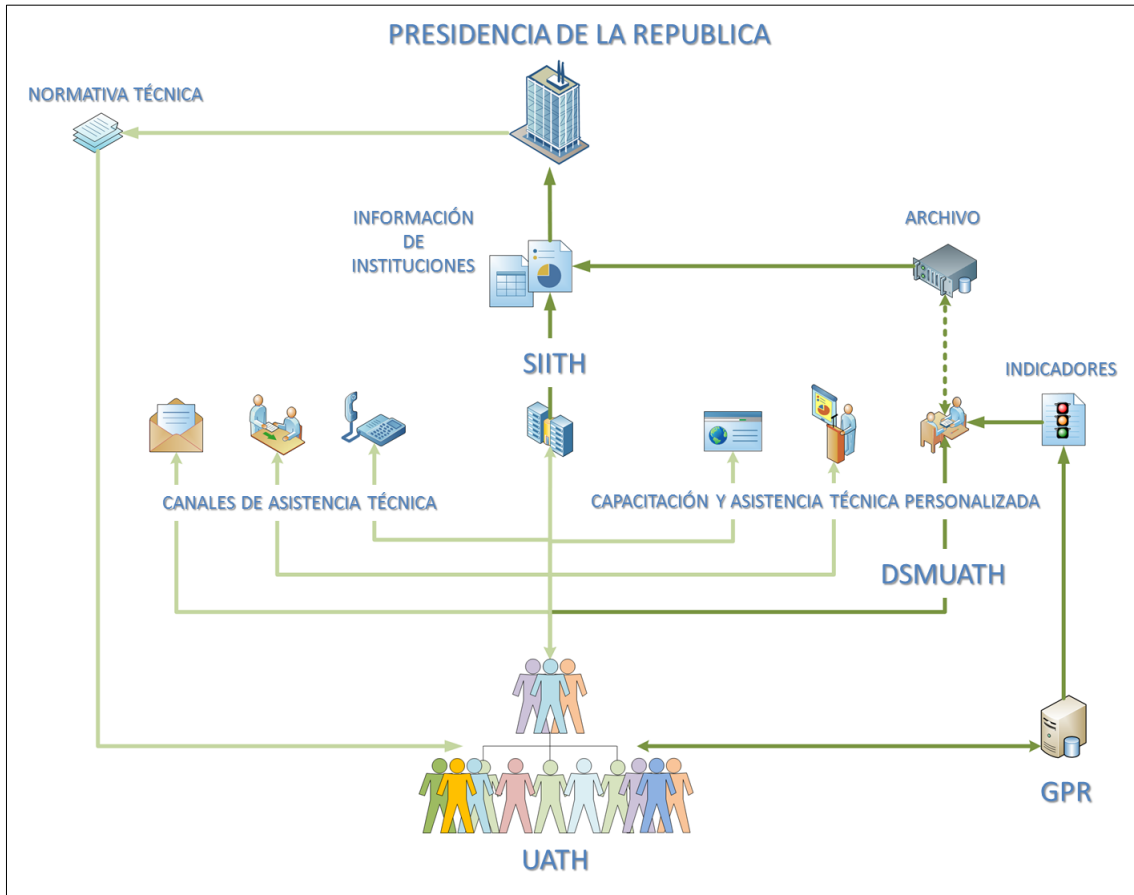 PRESIDENCIA DE LA REPUBLICA
NORMATIVA TÉCNICA
INFORMACIÓN
DE
INSTITUCIONES
ARCHIVO
SIITH
INDICADORES
CANALES DE ASISTENCIA TÉCNICA
CAPACITACIÓN Y ASISTENCIA TÉCNICA PERSONALIZADA
DSMUATH
GPR
UATH